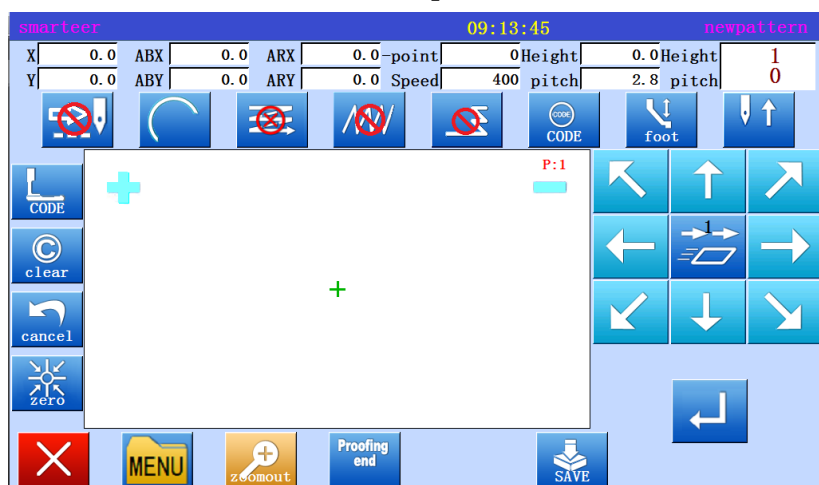 smarteer 09:13:45 newpattern
X 0.0 ABX 0.0 ARX 0.0 -point 0 Height 0.0 Height 1
Y 0.0 ABY 0.0 ARY 0.0 Speed 400 pitch 2.8 pitch 0
CODE
CODE foot
P:1
CODE
1
C
clear
cancel
zero
MENU zoomout Proofing
end
SAVE